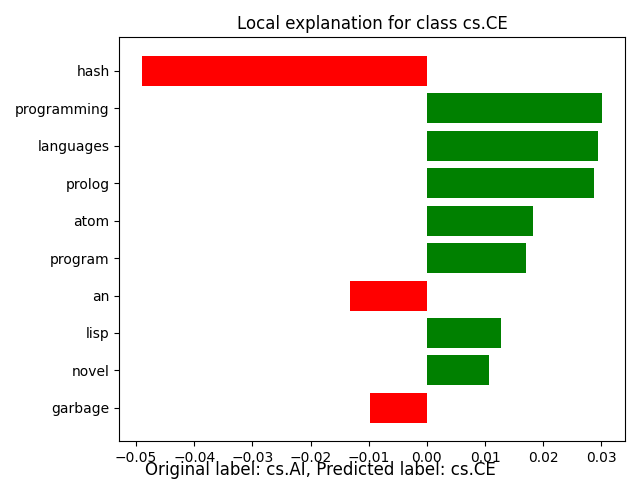 Local explanation for class cs.CE
hash
programming
languages
prolog
atom
program
an
lisp
novel
garbage
−0.05 −0.04 −0.03 −0.02 −0.01 0.00 0.01 0.02 0.03
Original label: cs.AI, Predicted label: cs.CE